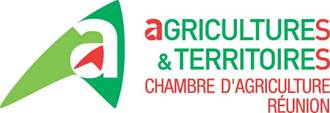 a
aGRICULTURES
& TERRITOIRES
CHAMBRE D'AGRICULTURE
RÉUNION